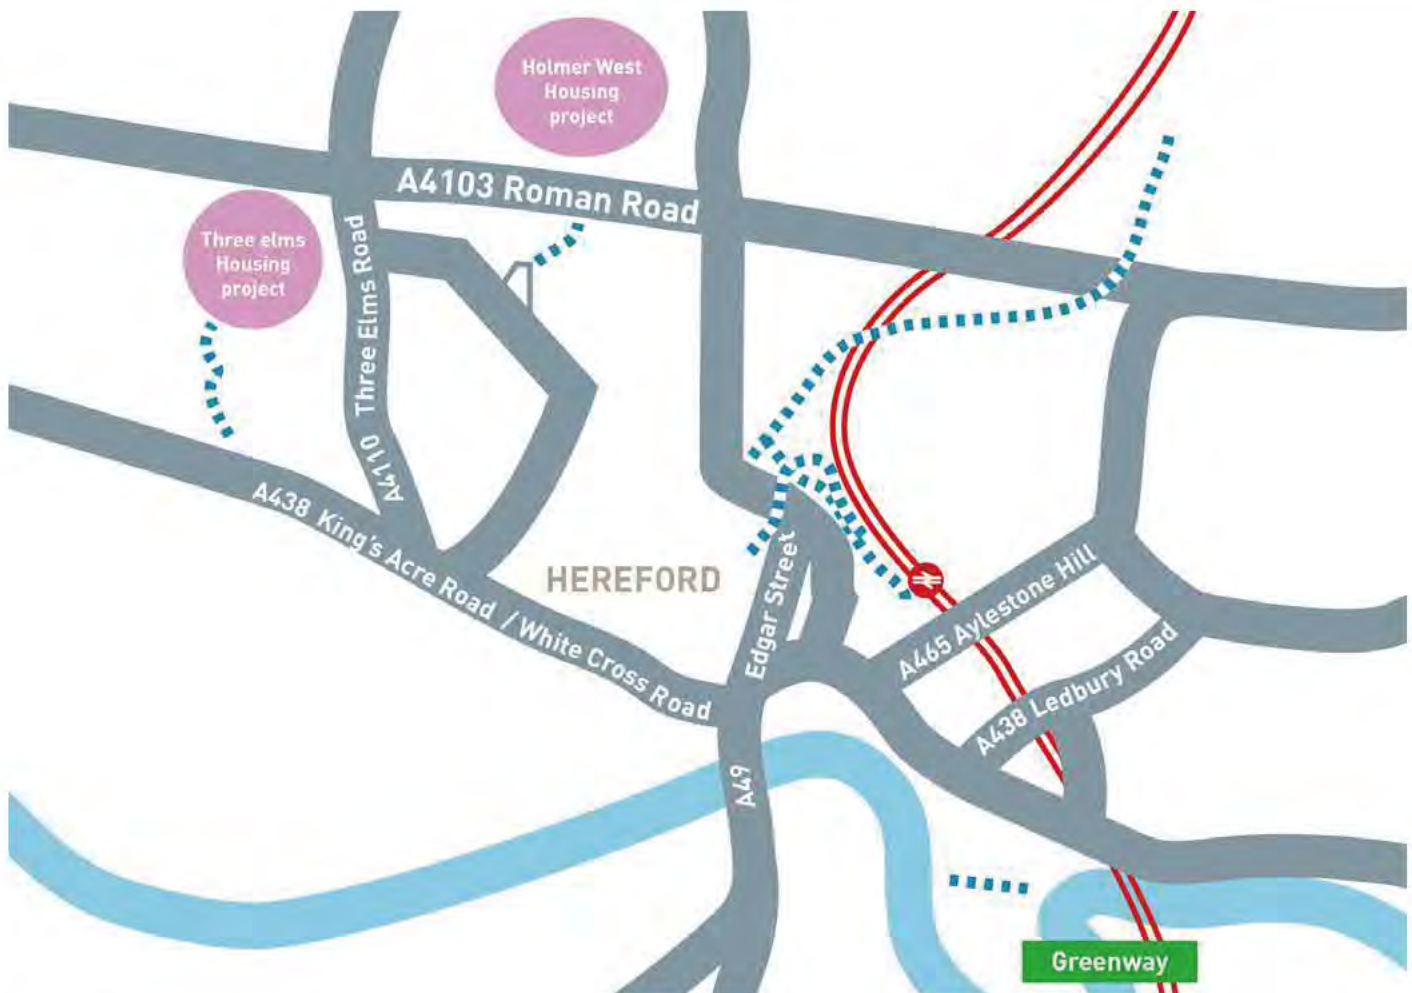 Holmer West
Housing
project
A4103 Roman Road
Three elms
Housing
project
A4110 Three Elms Road
A438 King's Acre Road / White Cross Road
HEREFORD
Edgar Street
A465 Aylestone Hill
A438 Ledbury Road
A49
Greenway